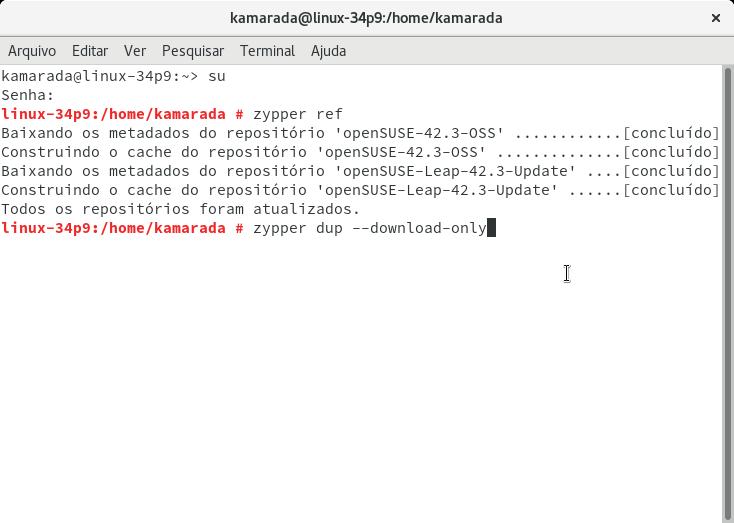 kamarada@linux-34p9:/home/kamarada
Arquivo Editar Ver Pesquisar Terminal Ajuda
kamarada@linux-34p9:~> su
Senha:
linux-34p9:/home/kamarada # zypper ref
Baixando os metadados do repositório 'openSUSE-42.3-OSS' ............[concluído]
Construindo o cache do repositório 'openSUSE-42.3-OSS' ..............[concluído]
Baixando os metadados do repositório 'openSUSE-Leap-42.3-Update' ....[concluído]
Construindo o cache do repositório 'openSUSE-Leap-42.3-Update' ......[concluído]
Todos os repositórios foram atualizados.
linux-34p9:/home/kamarada # zypper dup --download-only